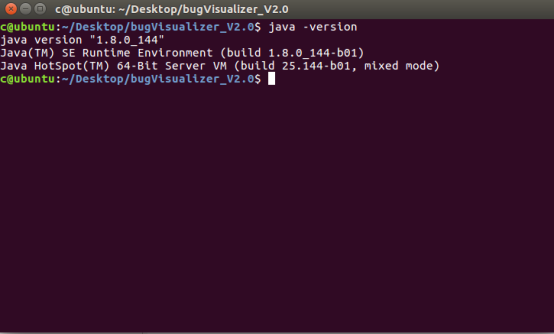 c@ubuntu: ~/Desktop/bugVisualizer_V2.0
c@ubuntu:~/Desktop/bugVisualizer_V2.0$ java -version
java version "1.8.0_144"
Java(TM) SE Runtime Environment (build 1.8.0_144-b01)
Java HotSpot(TM) 64-Bit Server VM (build 25.144-b01, mixed mode)
c@ubuntu:~/Desktop/bugVisualizer_V2.0$